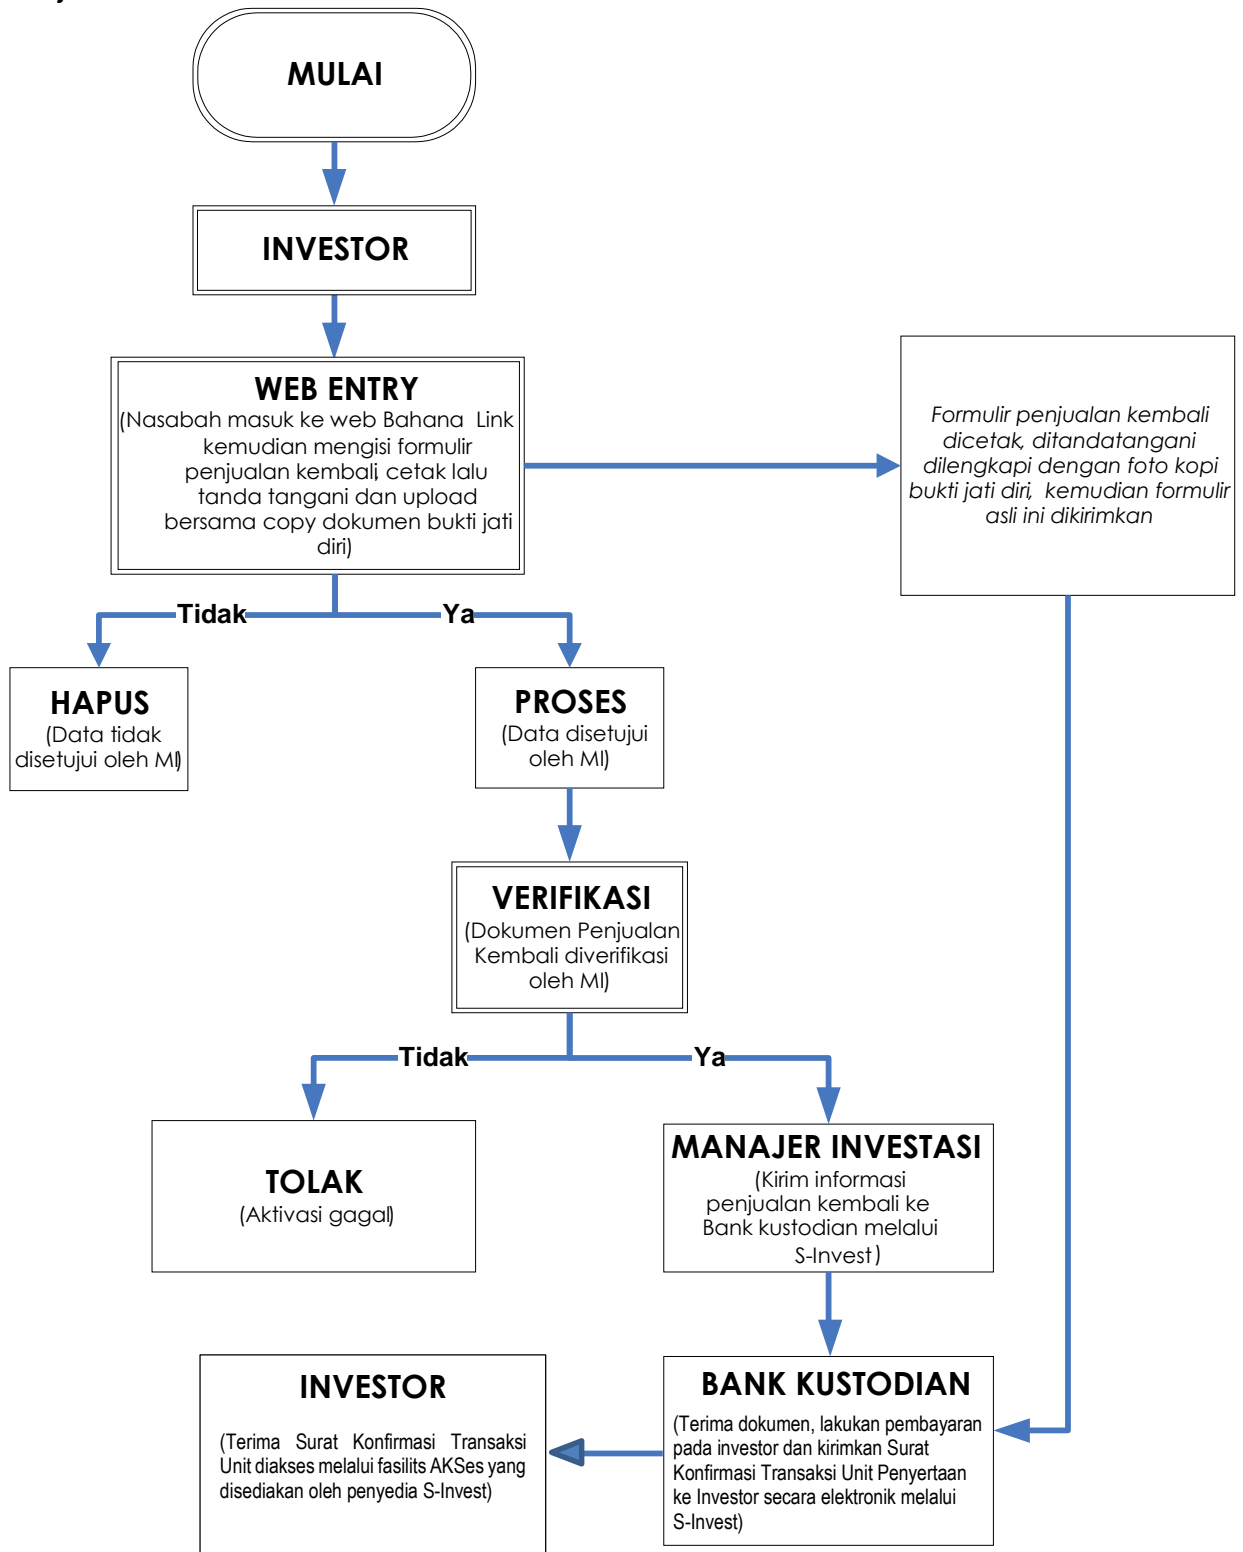 MULAI
INVESTOR
WEB ENTRY
(Nasabah masuk ke web Bahana Link
kemudian mengisi formulir
penjualan kembali, cetak lalu
tanda tangani dan upload
bersama copy dokumen bukti jati
diri)
Formulir penjualan kembali
dicetak, ditandatangani
dilengkapi dengan foto kopi
bukti jati diri, kemudian formulir
asli ini dikirimkan
Tidak
Ya
HAPUS
(Data tidak
disetujui oleh MI)
PROSES
(Data disetujui
oleh MI)
VERIFIKASI
(Dokumen Penjualan
Kembali diverifikasi
oleh MI)
Tidak
Ya
TOLAK
(Aktivasi gagal)
MANAJER INVESTASI
(Kirim informasi
penjualan kembali ke
Bank kustodian melalui
S-Invest)
INVESTOR
(Terima Surat Konfirmasi Transaksi
Unit diakses melalui fasilits AKSes yang
disediakan oleh penyedia S-Invest)
BANK KUSTODIAN
(Terima dokumen, lakukan pembayaran
pada investor dan kirimkan Surat
Konfirmasi Transaksi Unit Penyertaan
ke Investor secara elektronik melalui
S-Invest)